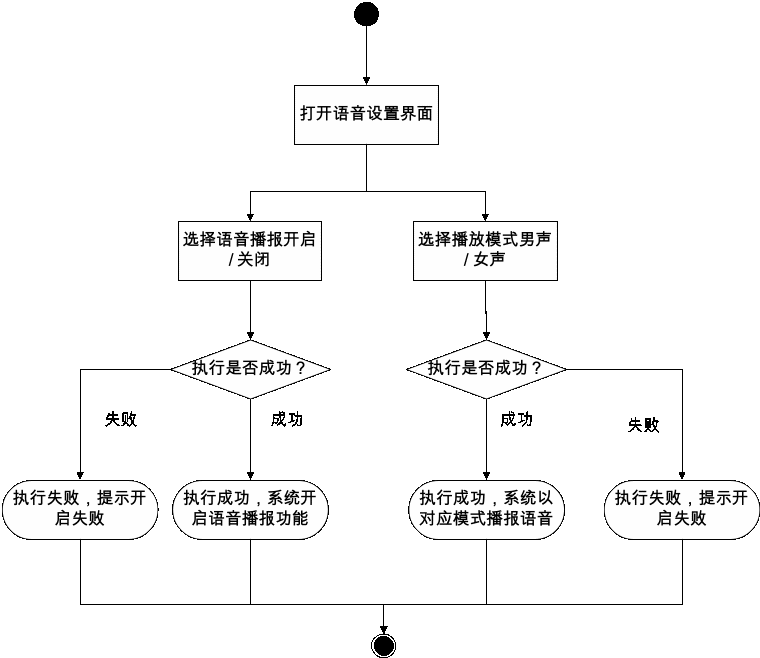 打开语音设置界面
选择语音播报开启
/关闭
选择播放模式男声
/女声
执行是否成功？
执行是否成功？
失败
成功
成功
失败
执行失败，提示开
启失败
执行成功，系统开
启语音播报功能
执行成功，系统以
对应模式播报语音
执行失败，提示开
启失败